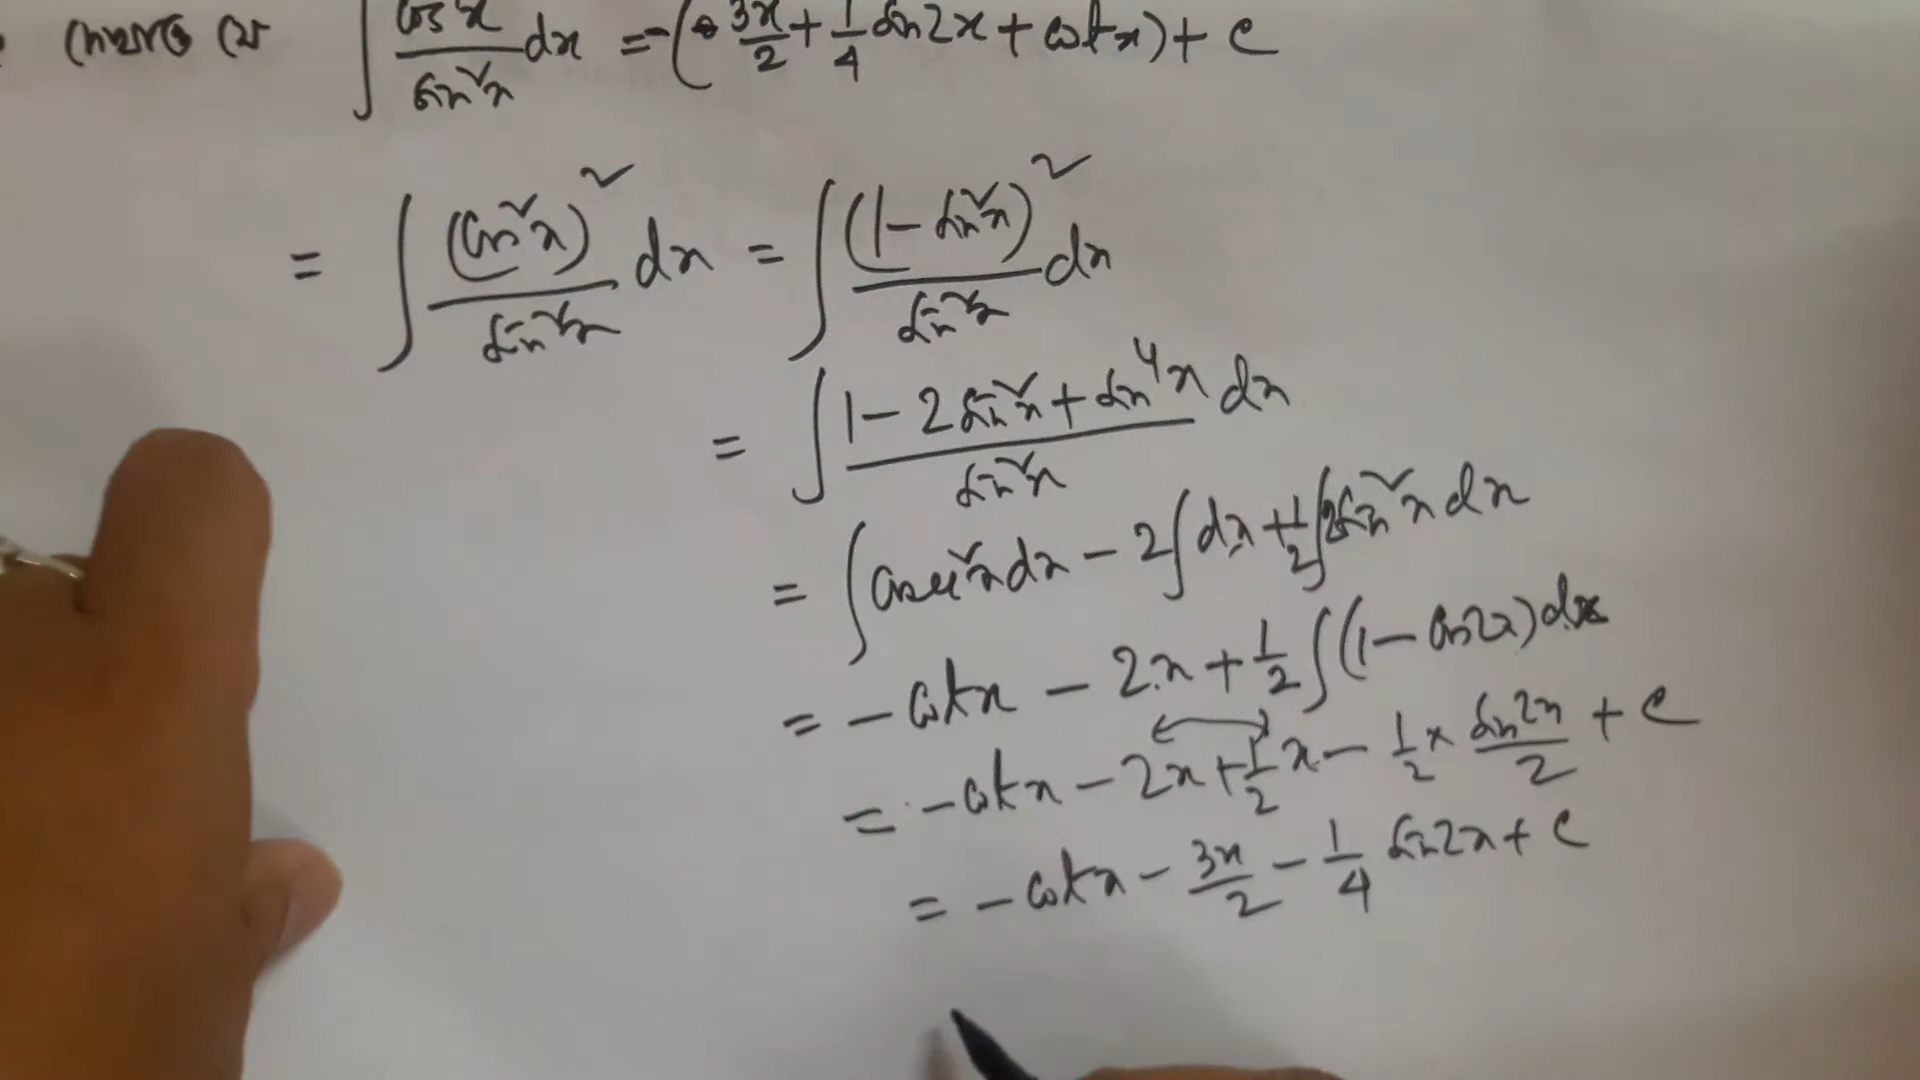 দেখাও যে ∫ cos⁴x/sin²x dx = -(3x/2 + 1/4 sin2x + cotx) + c
= ∫ (cos²x)²/sin²x dx = ∫ (1 - sin²x)²/sin²x dx
= ∫ (1 - 2sin²x + sin⁴x)/sin²x dx
= ∫ cosec²x dx - 2∫dx + 1/2 ∫2sin²x dx
= -cotx - 2x + 1/2 ∫(1 - cos2x)dx
= -cotx - 2x + 1/2 x - 1/2 × sin2x/2 + c
= -cotx - 3x/2 - 1/4 sin2x + c